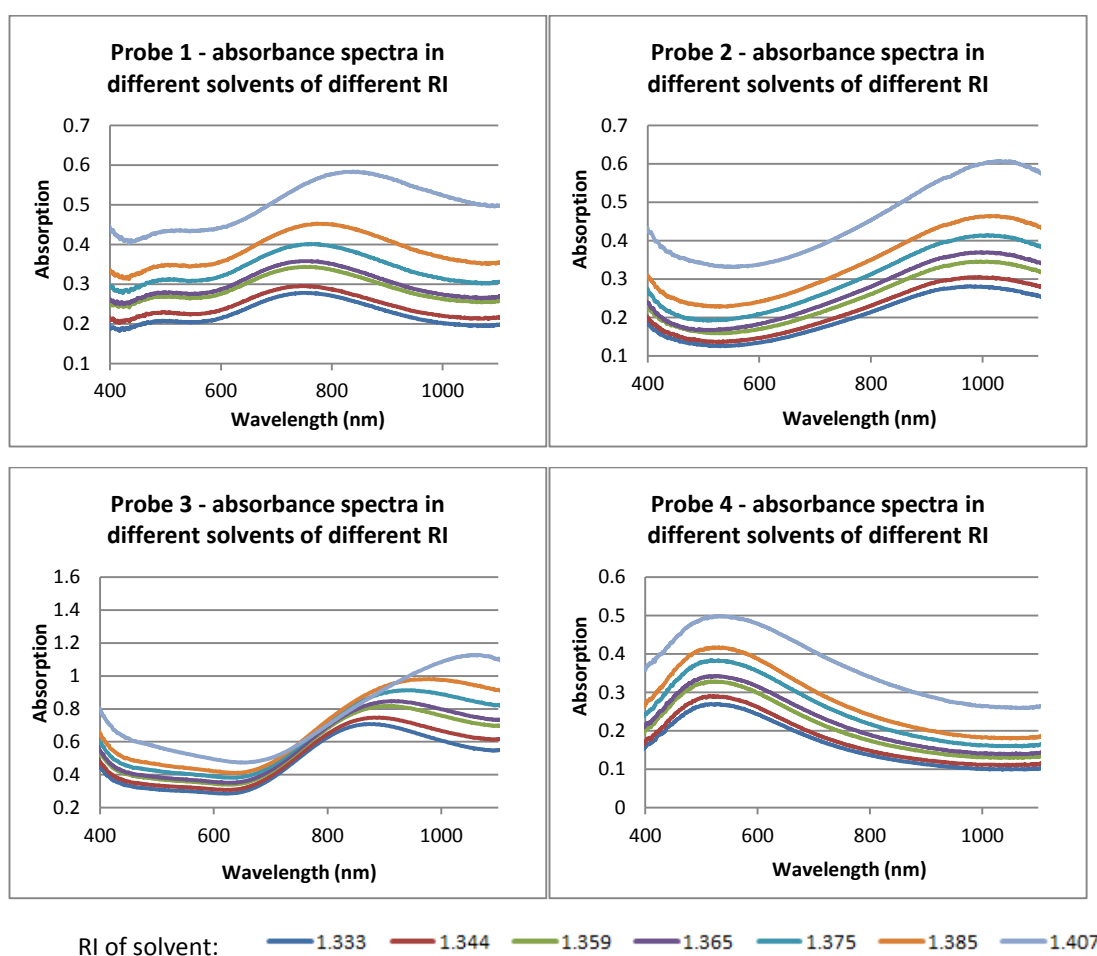 Probe 1 - absorbance spectra in
different solvents of different RI
0.7
0.6
0.5
0.4
0.3
0.2
0.1
Absorption
400 600 800 1000
Wavelength (nm)
Probe 2 - absorbance spectra in
different solvents of different RI
0.7
0.6
0.5
0.4
0.3
0.2
0.1
Absorption
400 600 800 1000
Wavelength (nm)
Probe 3 - absorbance spectra in
different solvents of different RI
1.6
1.4
1.2
1
0.8
0.6
0.4
0.2
Absorption
400 600 800 1000
Wavelength (nm)
Probe 4 - absorbance spectra in
different solvents of different RI
0.6
0.5
0.4
0.3
0.2
0.1
0
Absorption
400 600 800 1000
Wavelength (nm)
RI of solvent: 1.333 1.344 1.359 1.365 1.375 1.385 1.407